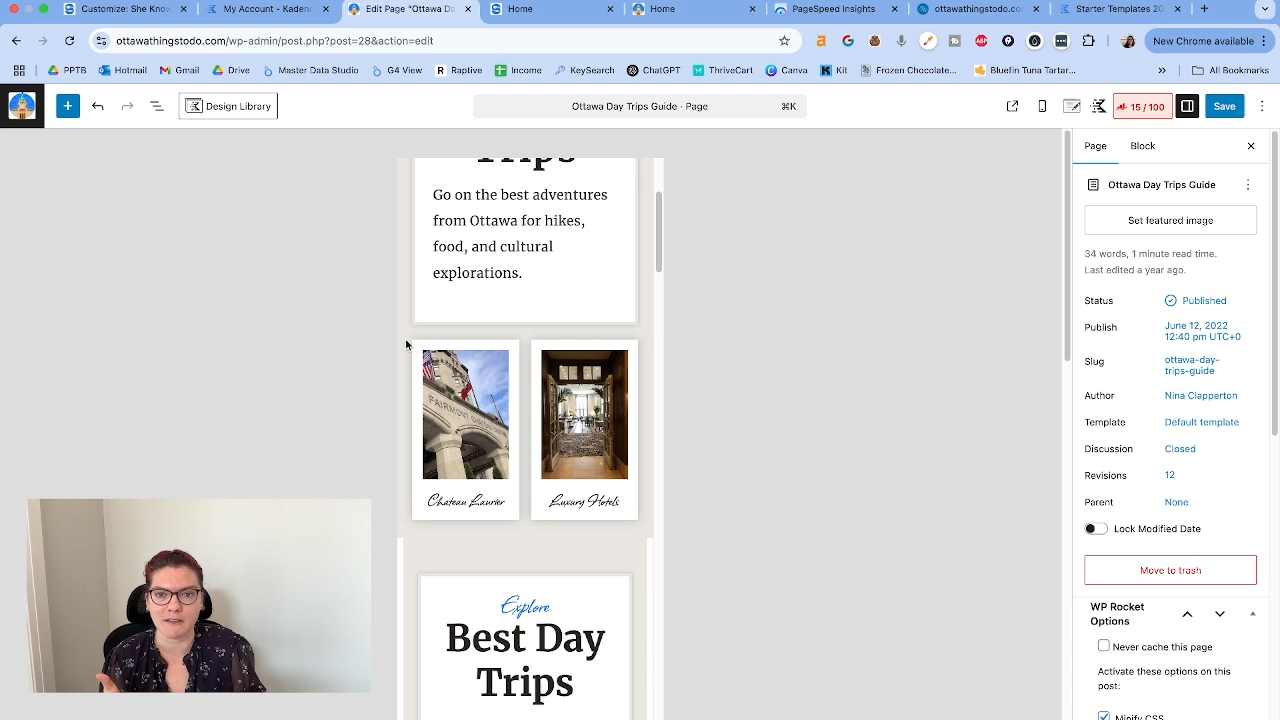 Customize: She Know
My Account - Kadenc
Edit Page "Ottawa Da
Home
Home
PageSpeed Insights
ottawathingstodo.co
Starter Templates 20
ottawathingstodo.com/wp-admin/post.php?post=28&action=edit
New Chrome available
PPTB
Hotmail
Gmail
Drive
Master Data Studio
G4 View
Raptive
Income
KeySearch
ChatGPT
ThriveCart
Canva
Kit
Frozen Chocolate...
Bluefin Tuna Tartar...
All Bookmarks
Design Library
Ottawa Day Trips Guide · Page
⌘K
15 / 100
Save
Trips
Go on the best adventures
from Ottawa for hikes,
food, and cultural
explorations.
FAIRMONT
Chateau Laurier
Luxury Hotels
Explore
Best Day
Trips
Page
Block
Ottawa Day Trips Guide
Set featured image
34 words, 1 minute read time.
Last edited a year ago.
Status
Published
Publish
June 12, 2022
12:40 pm UTC+0
Slug
ottawa-day-
trips-guide
Author
Nina Clapperton
Template
Default template
Discussion
Closed
Revisions
12
Parent
None
Lock Modified Date
Move to trash
WP Rocket
Options
Never cache this page
Activate these options on this
post:
Minify CSS